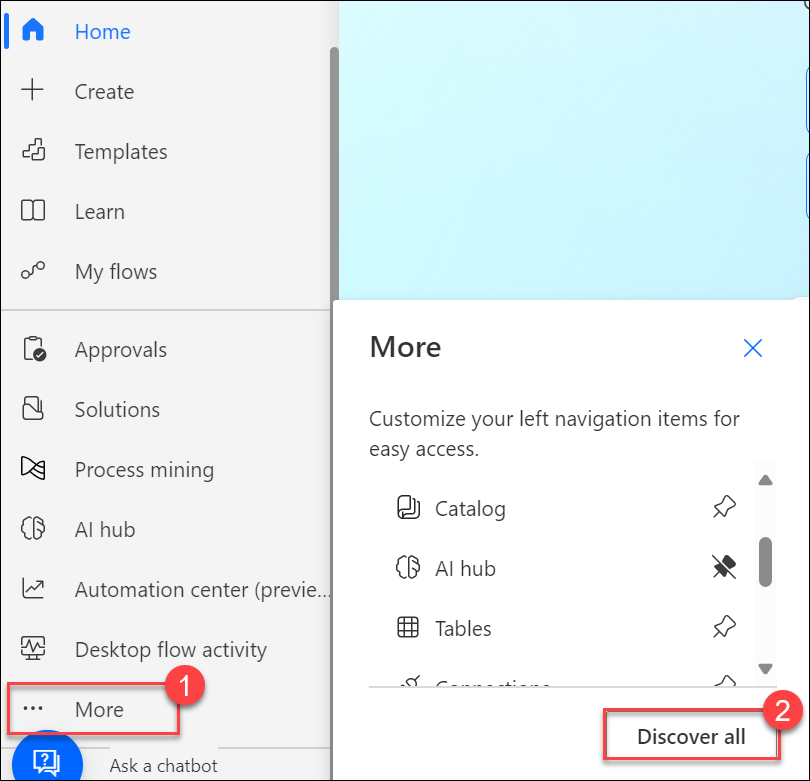 Home
Create
Templates
Learn
My flows
Approvals
Solutions
Process mining
AI hub
Automation center (previe...
Desktop flow activity
More
1
Ask a chatbot
More
Customize your left navigation items for
easy access.
Catalog
AI hub
Tables
Connections
Discover all
2